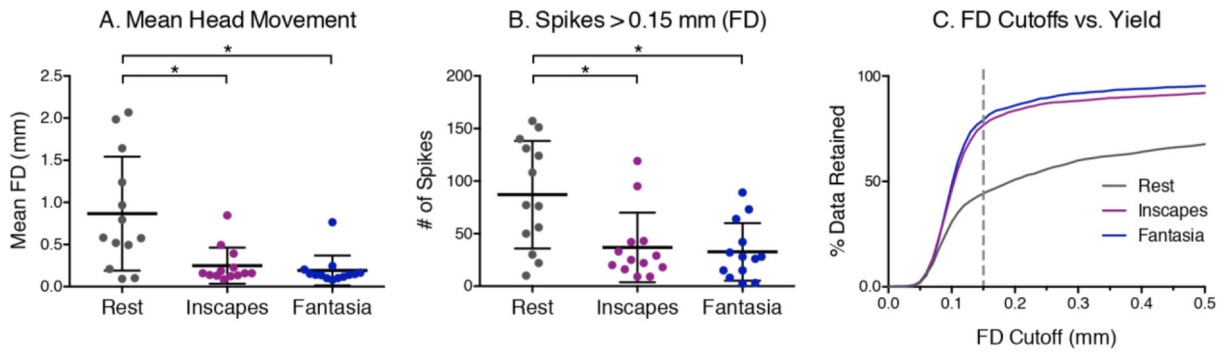 A. Mean Head Movement
*
*
2.5
2.0
1.5
1.0
0.5
0.0
Mean FD (mm)
Rest Inscapes Fantasia
B. Spikes > 0.15 mm (FD)
*
*
200
150
100
50
0
# of Spikes
Rest Inscapes Fantasia
C. FD Cutoffs vs. Yield
100
50
0.0
% Data Retained
Rest
Inscapes
Fantasia
0.0 0.1 0.2 0.3 0.4 0.5
FD Cutoff (mm)